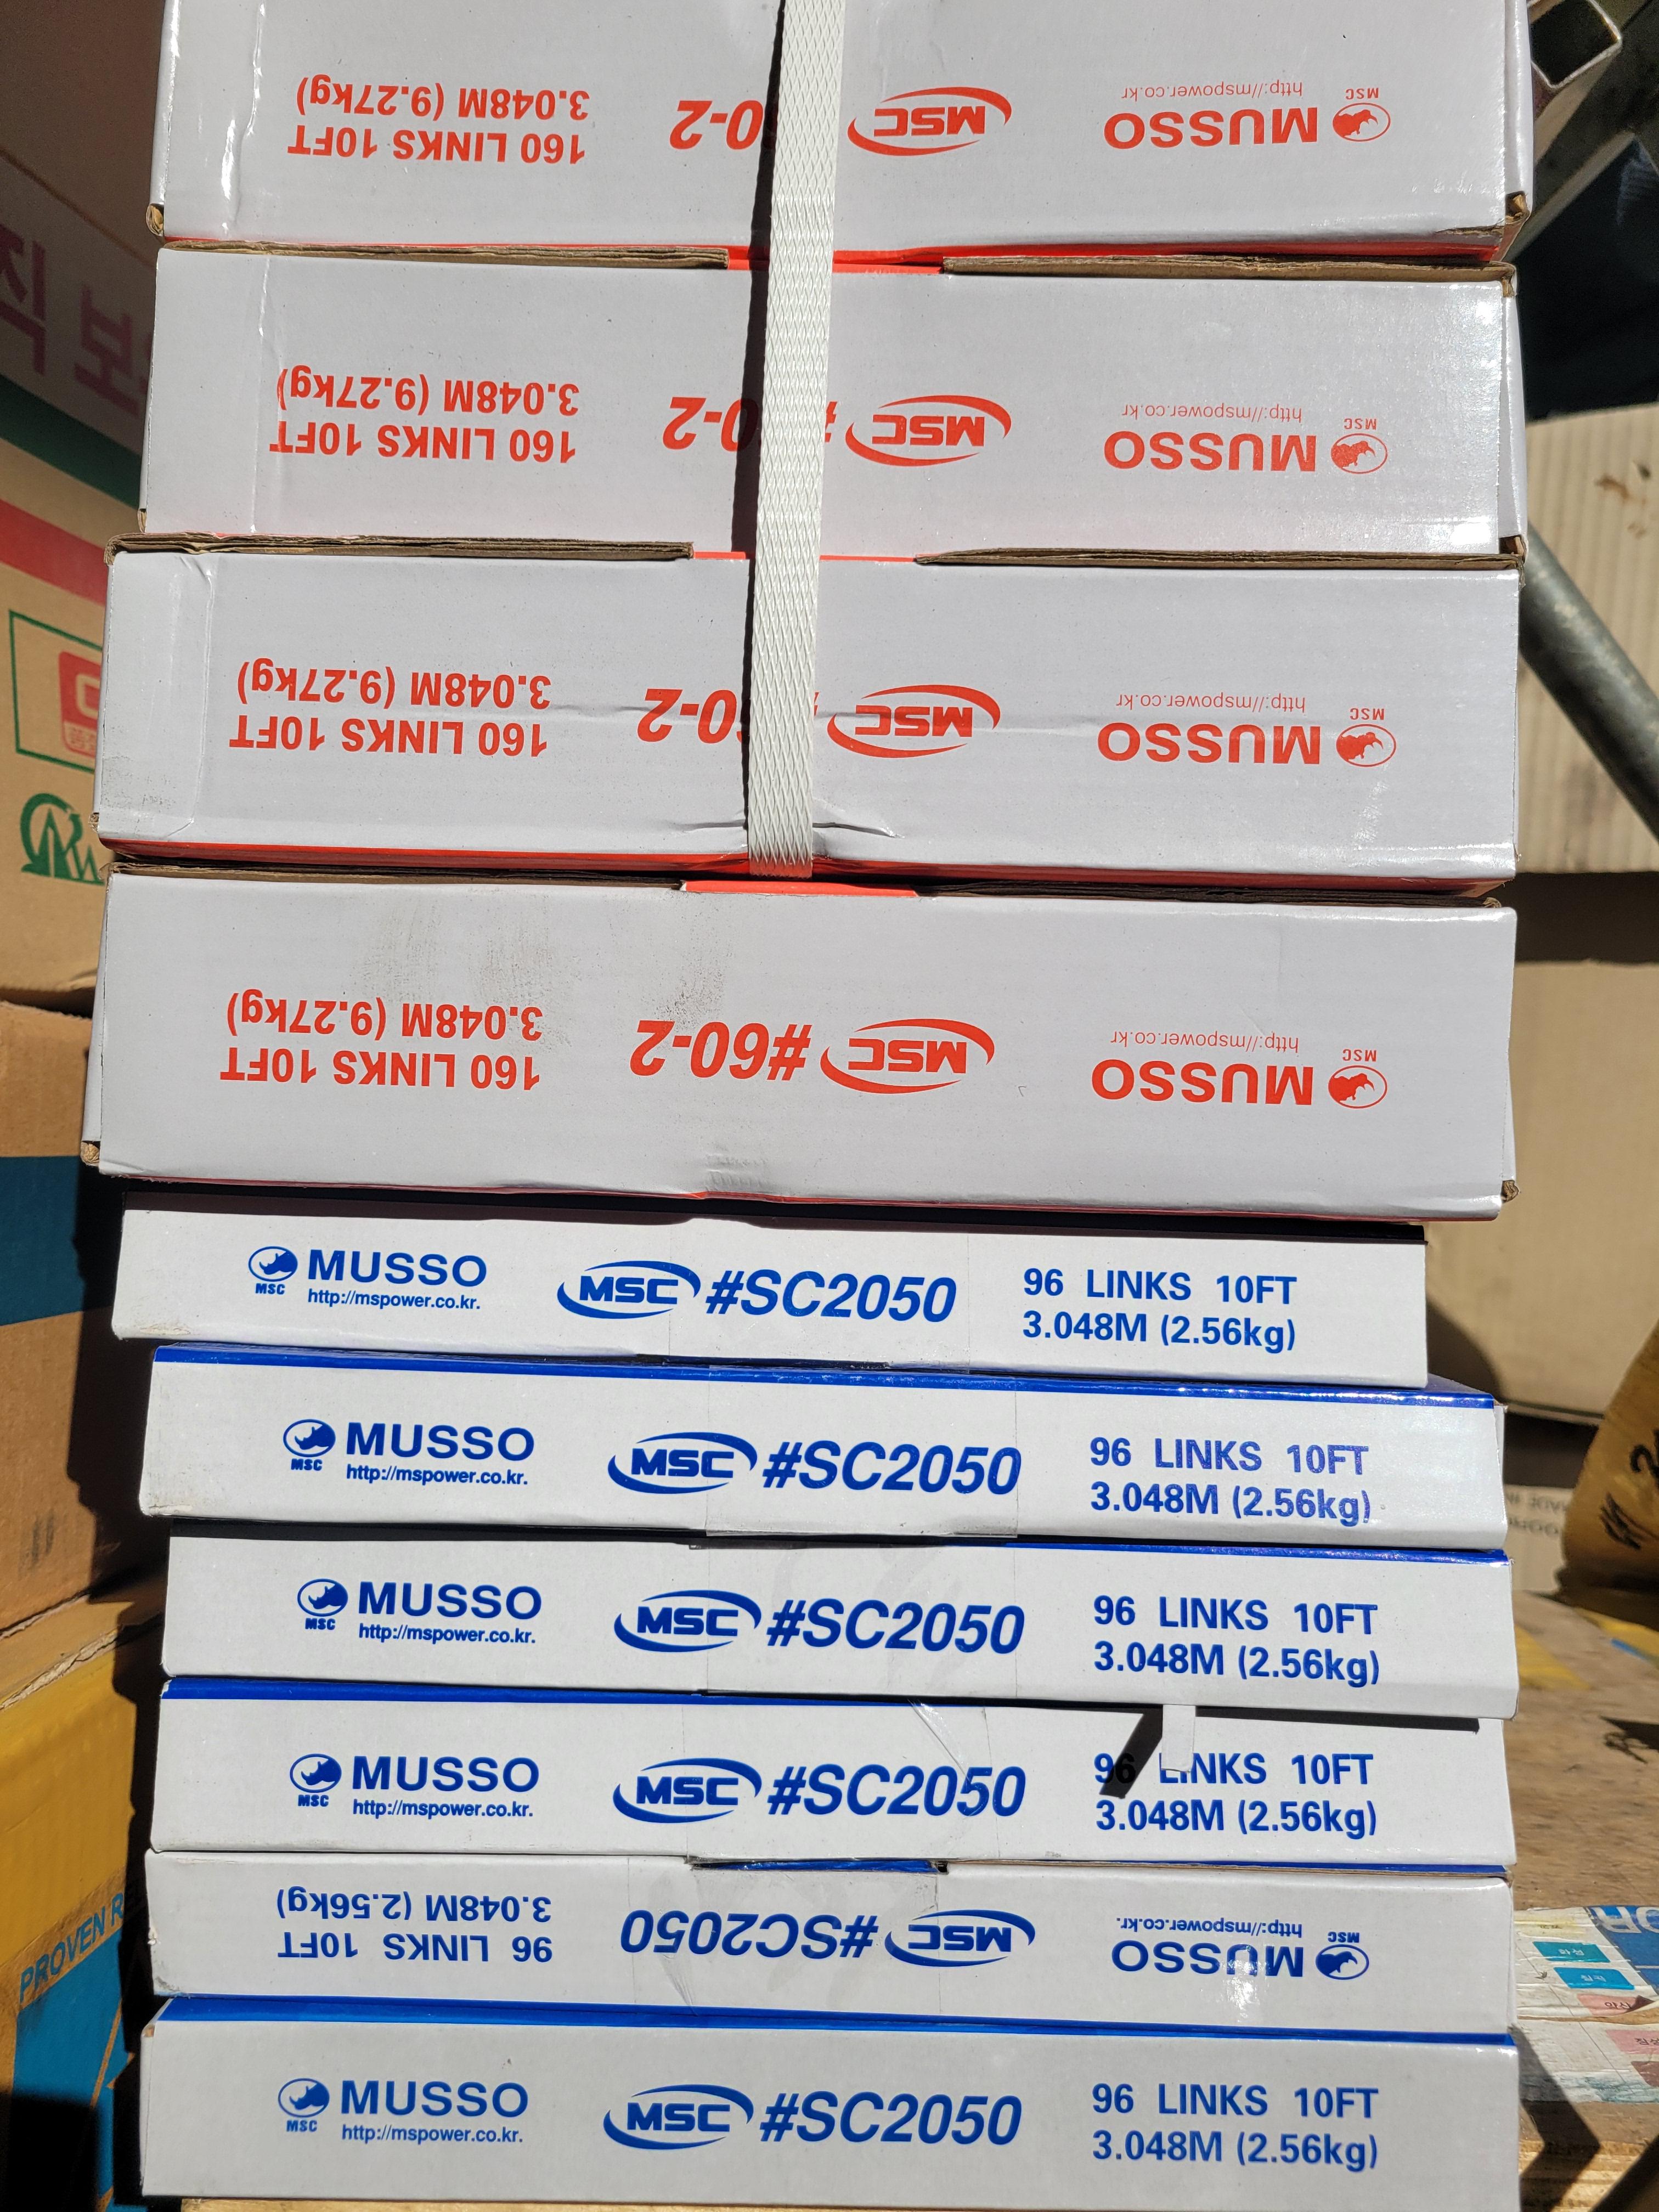 160 LINKS 10FT
3.048M (9.27kg)
0-2
MSC
MUSSO
MSC
http://mspower.co.kr
160 LINKS 10FT
3.048M (9.27kg)
0-2
MSC
MUSSO
MSC
http://mspower.co.kr
160 LINKS 10FT
3.048M (9.27kg)
60-2
MSC
MUSSO
MSC
http://mspower.co.kr
160 LINKS 10FT
3.048M (9.27kg)
#60-2
MSC
MUSSO
MSC
http://mspower.co.kr
MUSSO
MSC
http://mspower.co.kr.
MSC #SC2050
96 LINKS 10FT
3.048M (2.56kg)
MUSSO
MSC
http://mspower.co.kr.
MSC #SC2050
96 LINKS 10FT
3.048M (2.56kg)
MUSSO
MSC
http://mspower.co.kr.
MSC #SC2050
96 LINKS 10FT
3.048M (2.56kg)
MUSSO
MSC
http://mspower.co.kr.
MSC #SC2050
96 LINKS 10FT
3.048M (2.56kg)
MUSSO
MSC
http://mspower.co.kr.
MSC #SC2050
96 LINKS 10FT
3.048M (2.56kg)
MUSSO
MSC
http://mspower.co.kr.
MSC #SC2050
96 LINKS 10FT
3.048M (2.56kg)
직 보
PROVEN R